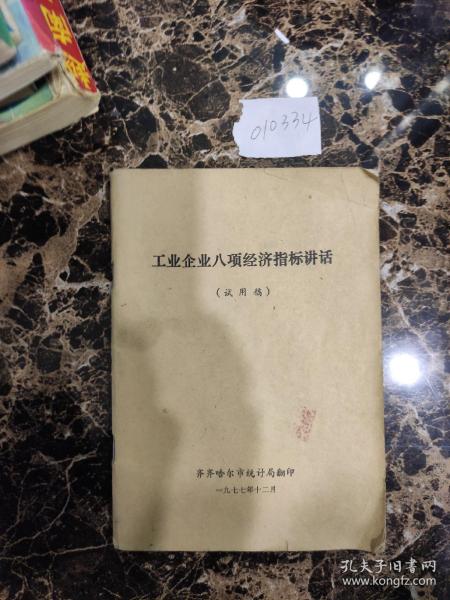 南
010334
工业企业八项经济指标讲话
（试用稿）
齐齐哈尔市统计局翻印
一九七七年十二月
孔夫子旧书网
www.kongfz.com